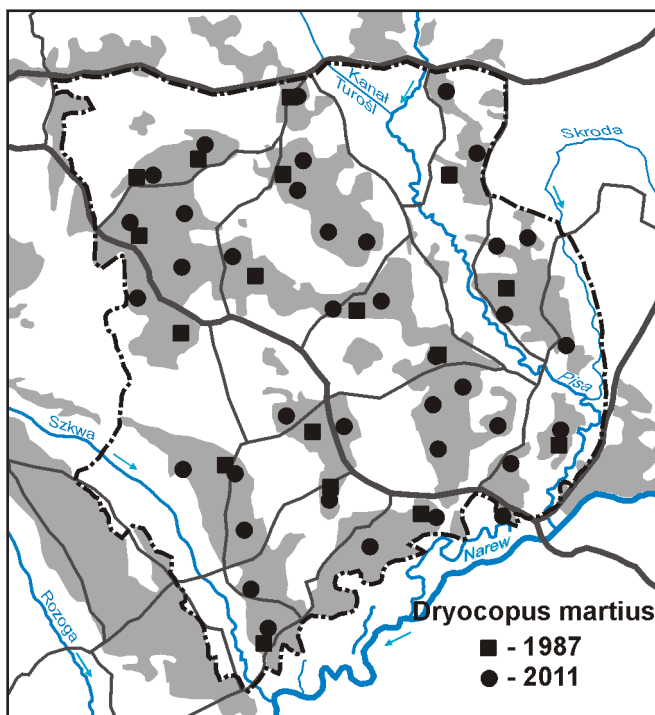 Kanał
Turośl
Skroda
Pisa
Szkwa
Narew
Rozoga
Dryocopus martius
- 1987
- 2011